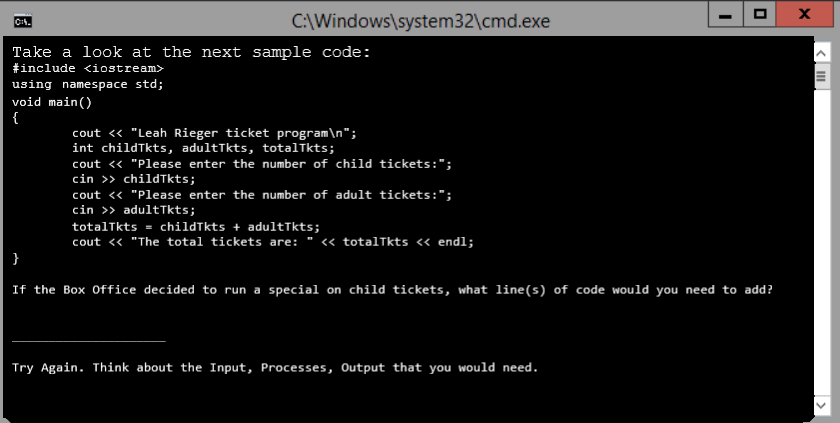 C:\Windows\system32\cmd.exe
Take a look at the next sample code:
#include <iostream>
using namespace std;
void main()
{
cout << "Leah Rieger ticket program\n";
int childTkts, adultTkts, totalTkts;
cout << "Please enter the number of child tickets:";
cin >> childTkts;
cout << "Please enter the number of adult tickets:";
cin >> adultTkts;
totalTkts = childTkts + adultTkts;
cout << "The total tickets are: " << totalTkts << endl;
}
If the Box Office decided to run a special on child tickets, what line(s) of code would you need to add?
_____________________
Try Again. Think about the Input, Processes, Output that you would need.